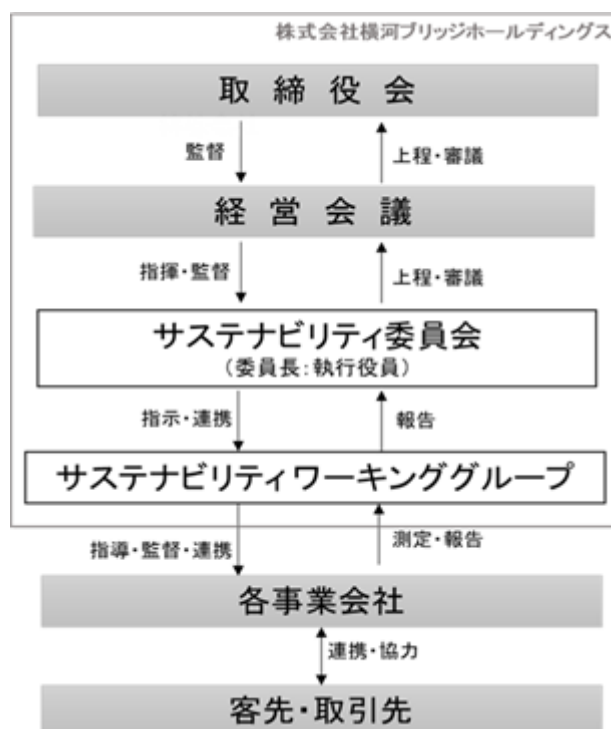 株式会社横河ブリッジホールディングス
取締役会
監督
上程・審議
経営会議
指揮・監督
上程・審議
サステナビリティ委員会
（委員長：執行役員）
指示・連携
報告
サステナビリティワーキンググループ
指導・監督・連携
測定・報告
各事業会社
連携・協力
客先・取引先